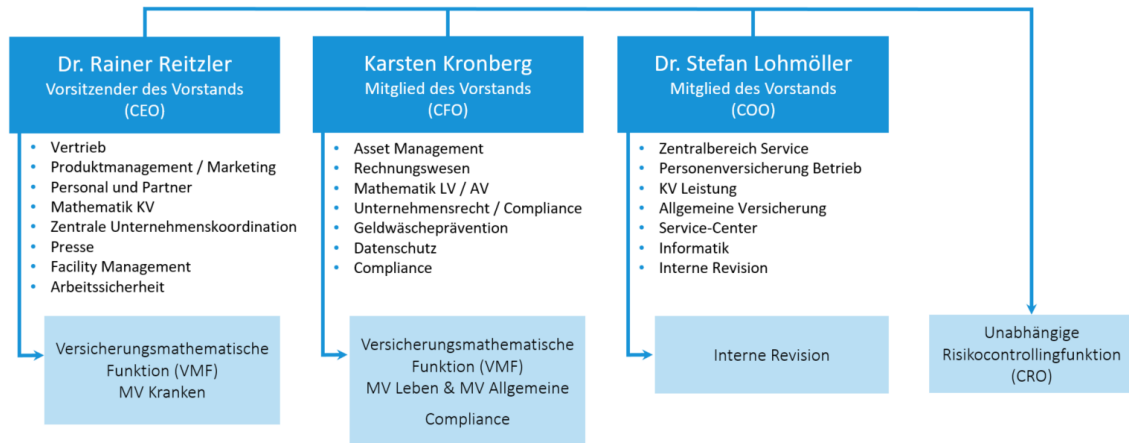 Dr. Rainer Reitzler
Vorsitzender des Vorstands
(CEO)
• Vertrieb
• Produktmanagement / Marketing
• Personal und Partner
• Mathematik KV
• Zentrale Unternehmenskoordination
• Presse
• Facility Management
• Arbeitssicherheit
Versicherungsmathematische
Funktion (VMF)
MV Kranken
Karsten Kronberg
Mitglied des Vorstands
(CFO)
• Asset Management
• Rechnungswesen
• Mathematik LV / AV
• Unternehmensrecht / Compliance
• Geldwäscheprävention
• Datenschutz
• Compliance
Versicherungsmathematische
Funktion (VMF)
MV Leben & MV Allgemeine
Compliance
Dr. Stefan Lohmöller
Mitglied des Vorstands
(COO)
• Zentralbereich Service
• Personenversicherung Betrieb
• KV Leistung
• Allgemeine Versicherung
• Service-Center
• Informatik
• Interne Revision
Interne Revision
Unabhängige
Risikocontrollingfunktion
(CRO)